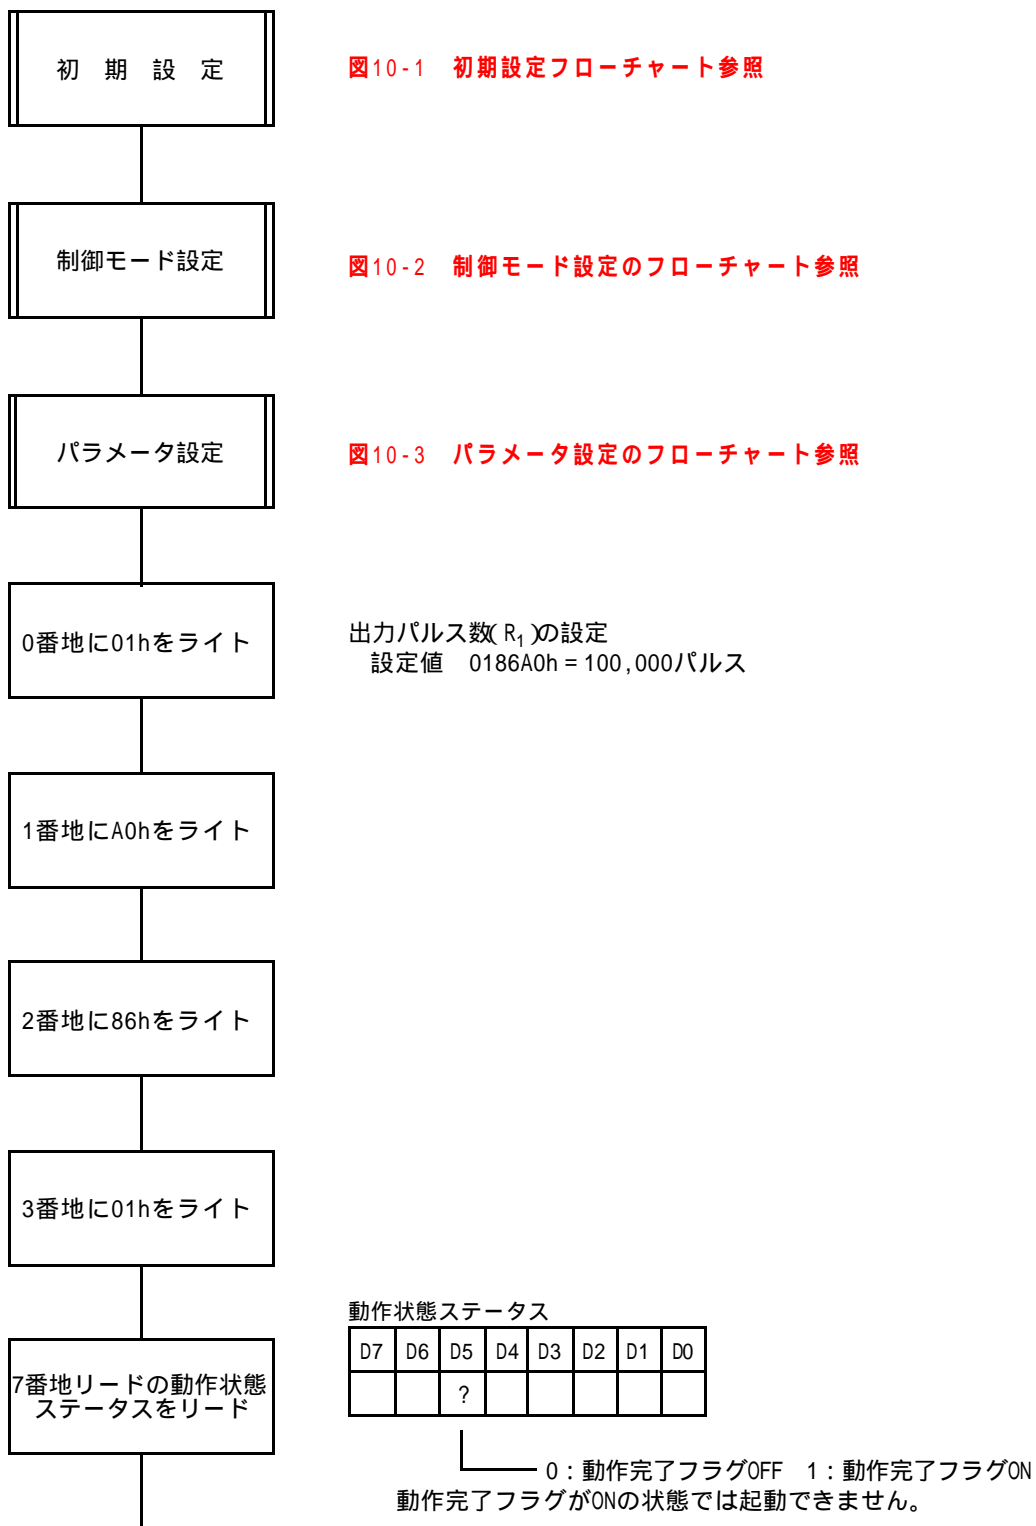 初 期 設 定
図10-1 初期設定フローチャート参照
制御モード設定
図10-2 制御モード設定のフローチャート参照
パラメータ設定
図10-3 パラメータ設定のフローチャート参照
0番地に01hをライト
出力パルス数(R₁)の設定
設定値 0186A0h=100,000パルス
1番地にA0hをライト
2番地に86hをライト
3番地に01hをライト
7番地リードの動作状態
ステータスをリード
動作状態ステータス
D7 D6 D5 D4 D3 D2 D1 D0
?
0:動作完了フラグOFF 1:動作完了フラグON
動作完了フラグがONの状態では起動できません。